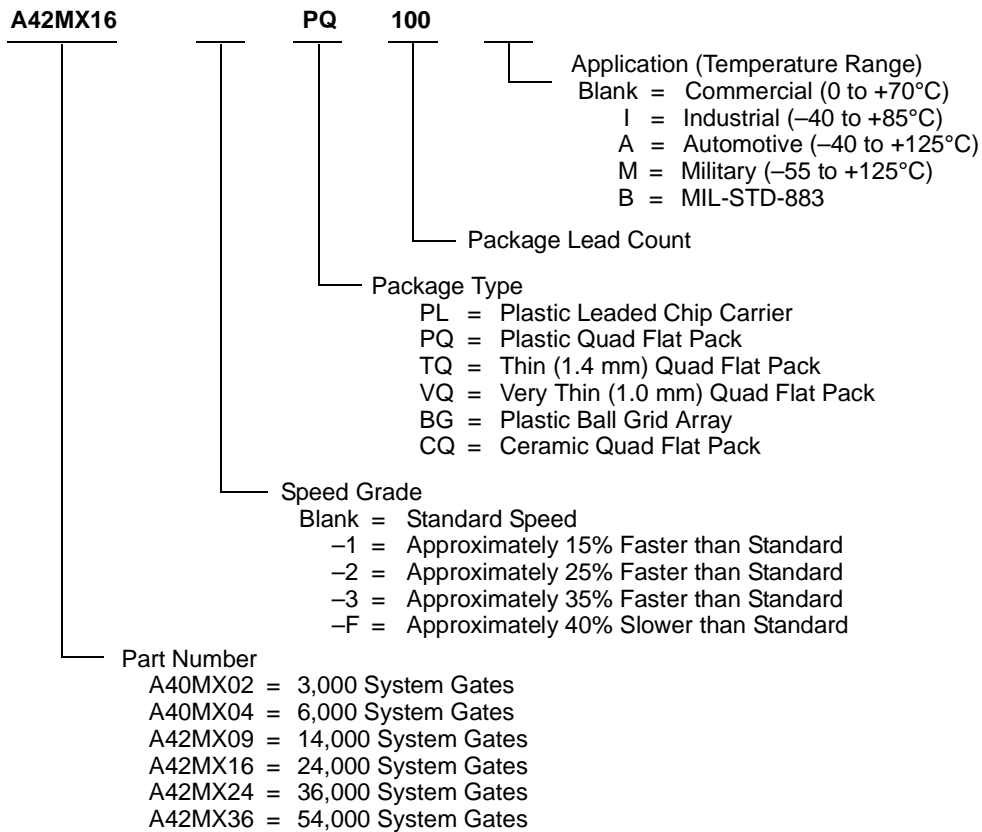 A42MX16 PQ 100
Application (Temperature Range)
Blank = Commercial (0 to +70°C)
I = Industrial (–40 to +85°C)
A = Automotive (–40 to +125°C)
M = Military (–55 to +125°C)
B = MIL-STD-883
Package Lead Count
Package Type
PL = Plastic Leaded Chip Carrier
PQ = Plastic Quad Flat Pack
TQ = Thin (1.4 mm) Quad Flat Pack
VQ = Very Thin (1.0 mm) Quad Flat Pack
BG = Plastic Ball Grid Array
CQ = Ceramic Quad Flat Pack
Speed Grade
Blank = Standard Speed
–1 = Approximately 15% Faster than Standard
–2 = Approximately 25% Faster than Standard
–3 = Approximately 35% Faster than Standard
–F = Approximately 40% Slower than Standard
Part Number
A40MX02 = 3,000 System Gates
A40MX04 = 6,000 System Gates
A42MX09 = 14,000 System Gates
A42MX16 = 24,000 System Gates
A42MX24 = 36,000 System Gates
A42MX36 = 54,000 System Gates